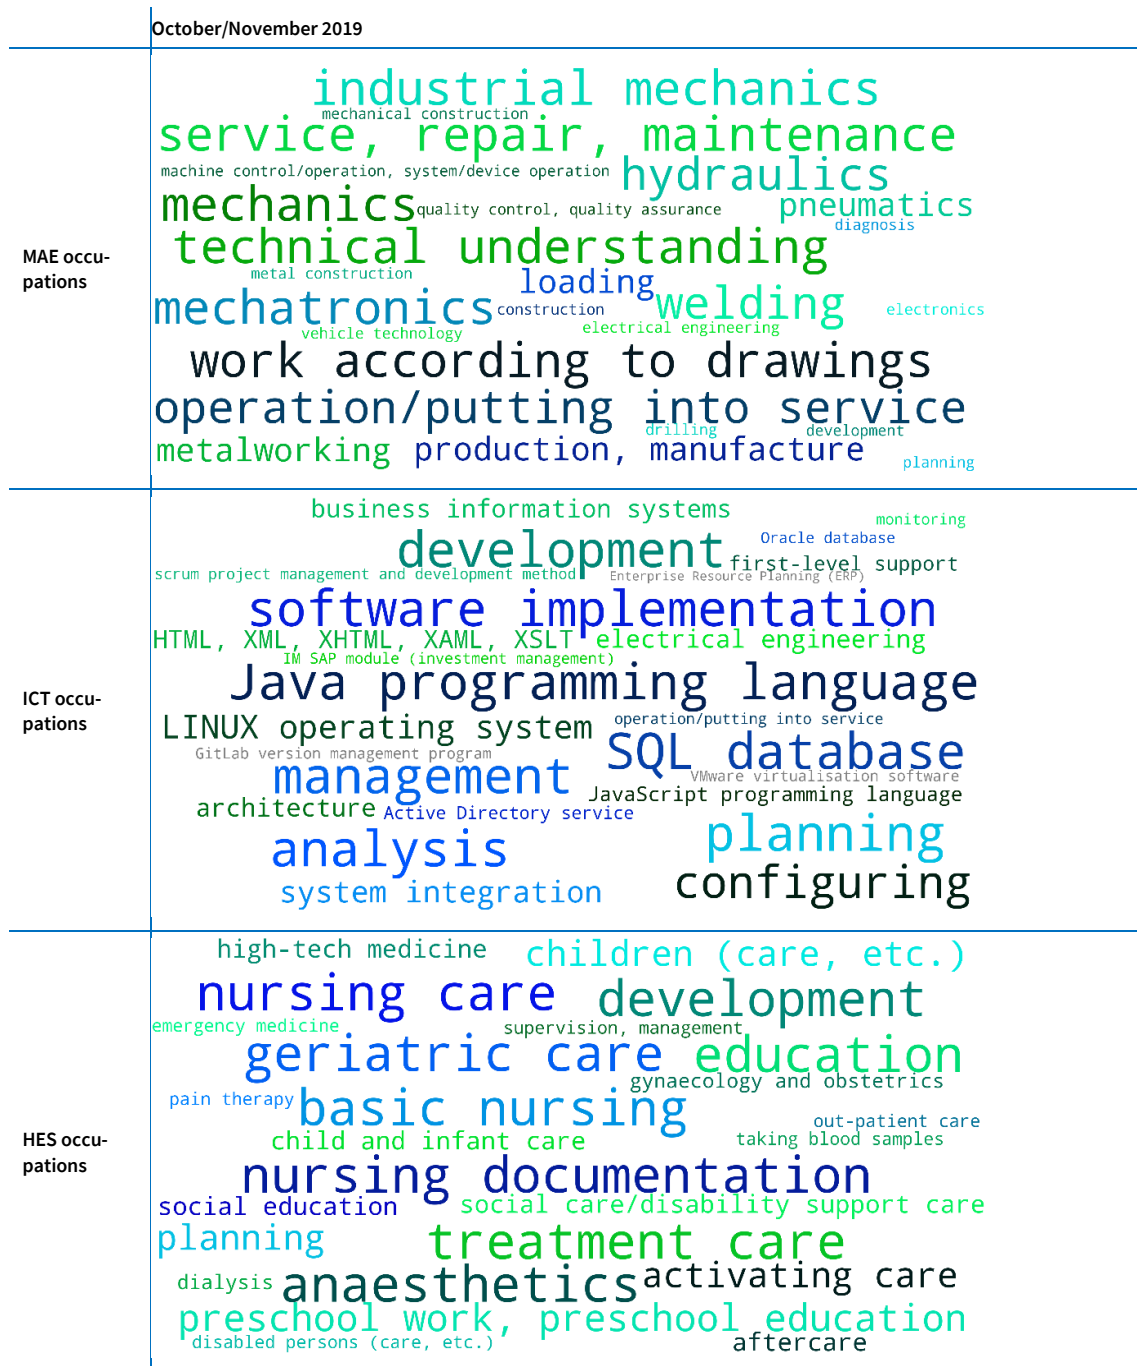 October/November 2019
MAE occu-
pations
industrial mechanics
mechanical construction
service, repair, maintenance
machine control/operation, system/device operation
hydraulics
mechanics
quality control, quality assurance
pneumatics
diagnosis
technical understanding
metal construction
loading
mechatronics
construction
welding
electronics
vehicle technology
electrical engineering
work according to drawings
operation/putting into service
drilling
development
metalworking
production, manufacture
planning
ICT occu-
pations
business information systems
monitoring
development
Oracle database
first-level support
scrum project management and development method
Enterprise Resource Planning (ERP)
software implementation
HTML, XML, XHTML, XAML, XSLT
electrical engineering
IM SAP module (investment management)
Java programming language
LINUX operating system
operation/putting into service
SQL database
GitLab version management program
management
VMware virtualisation software
JavaScript programming language
architecture
Active Directory service
planning
analysis
configuring
system integration
HES occu-
pations
high-tech medicine
children (care, etc.)
nursing care
development
emergency medicine
supervision, management
geriatric care
education
gynaecology and obstetrics
pain therapy
basic nursing
out-patient care
child and infant care
taking blood samples
nursing documentation
social education
social care/disability support care
planning
treatment care
dialysis
anaesthetics
activating care
preschool work, preschool education
disabled persons (care, etc.)
aftercare